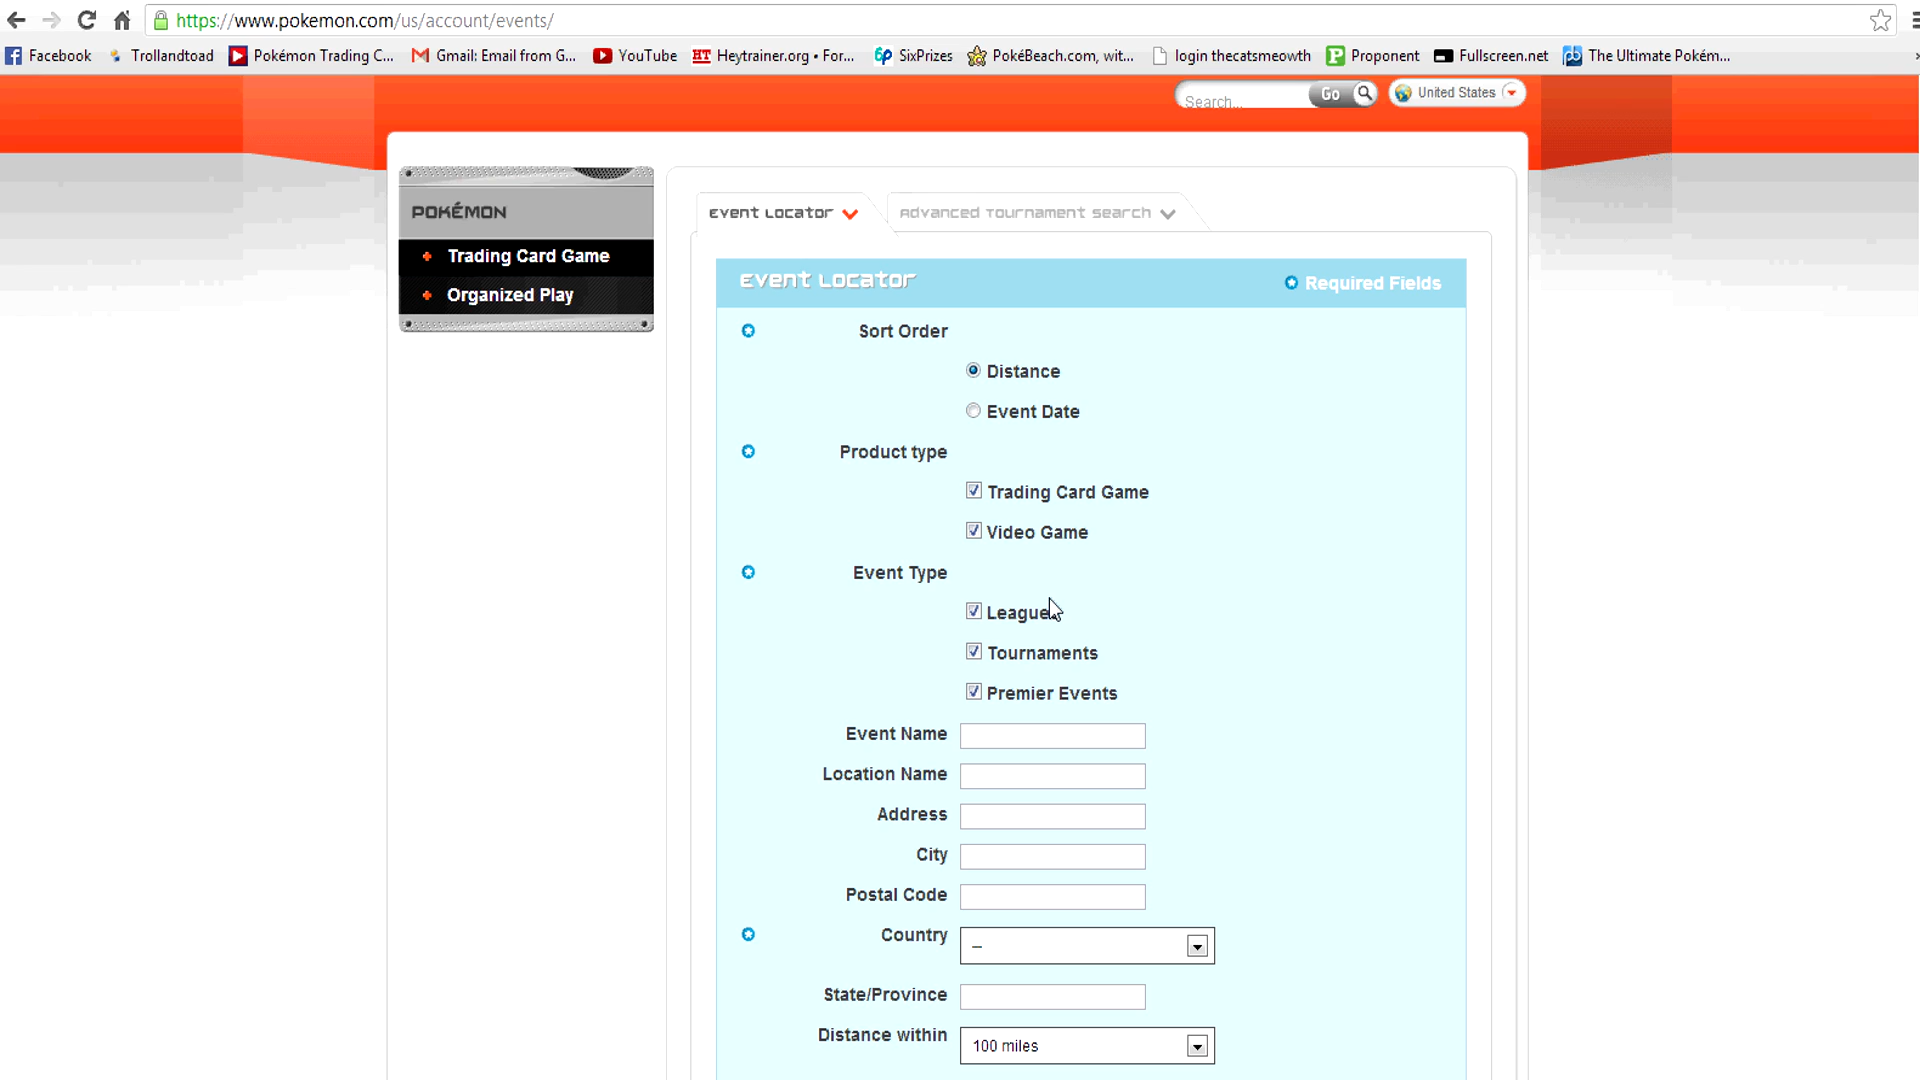 https://www.pokemon.com/us/account/events/
Facebook Trollandtoad Pokémon Trading C... Gmail: Email from G... YouTube HT Heytrainer.org • For... 6P SixPrizes PokéBeach.com, wit... login thecatsmeowth P Proponent Fullscreen.net pb The Ultimate Pokém...
Search... Go United States
POKÉMON
Trading Card Game
Organized Play
Event Locator Advanced Tournament Search
Event Locator Required Fields
Sort Order
Distance
Event Date
Product type
Trading Card Game
Video Game
Event Type
League
Tournaments
Premier Events
Event Name
Location Name
Address
City
Postal Code
Country –
State/Province
Distance within 100 miles